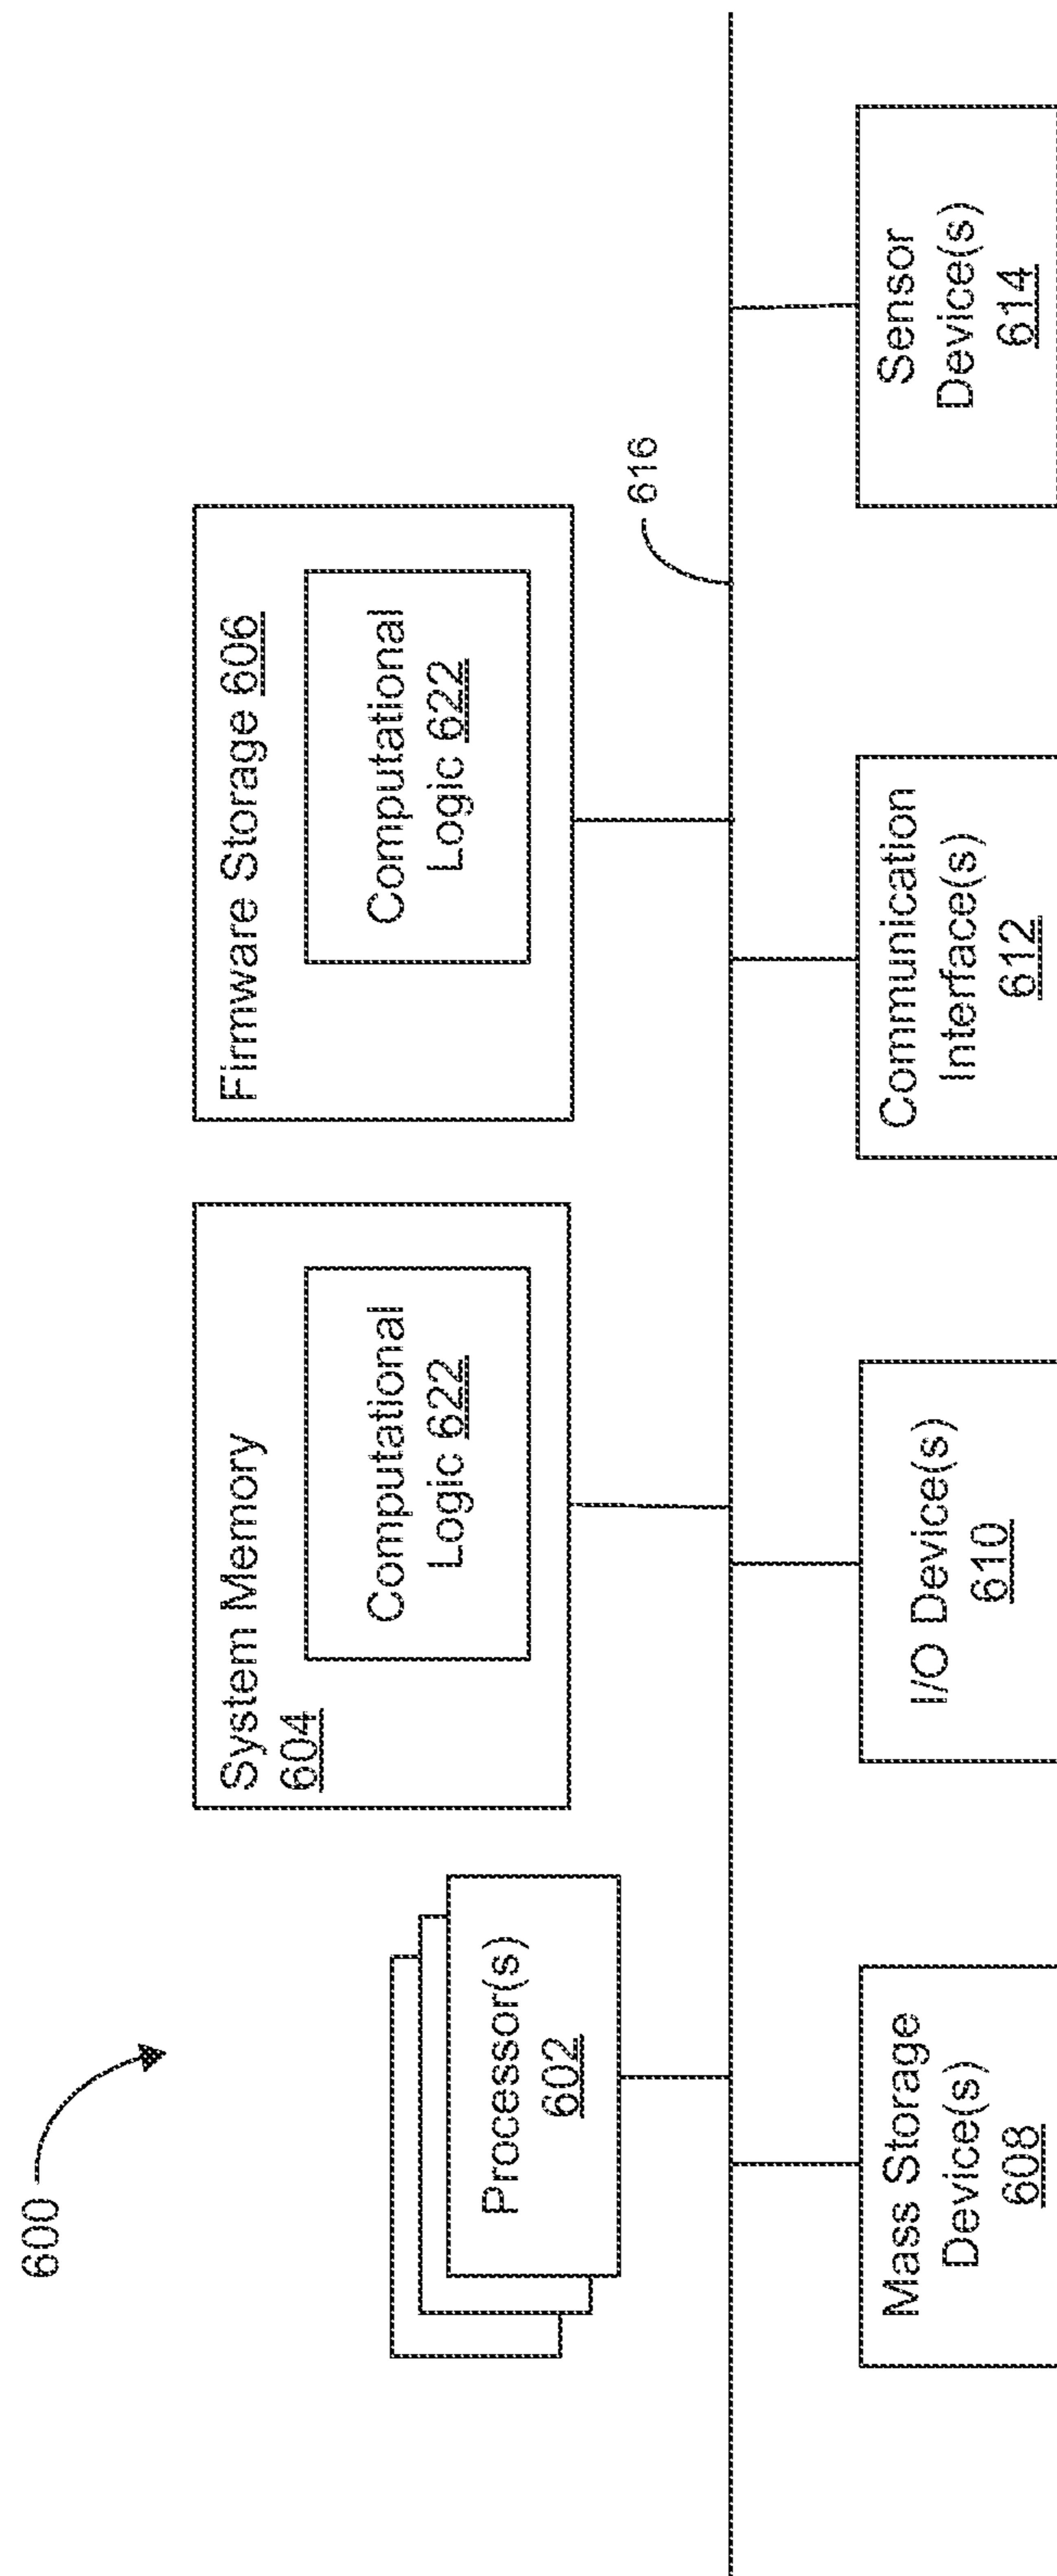 600
Processor(s)
602
System Memory
604
Computational
Logic 622
Firmware Storage 606
Computational
Logic 622
616
Mass Storage
Device(s)
608
I/O Device(s)
610
Communication
Interface(s)
612
Sensor
Device(s)
614